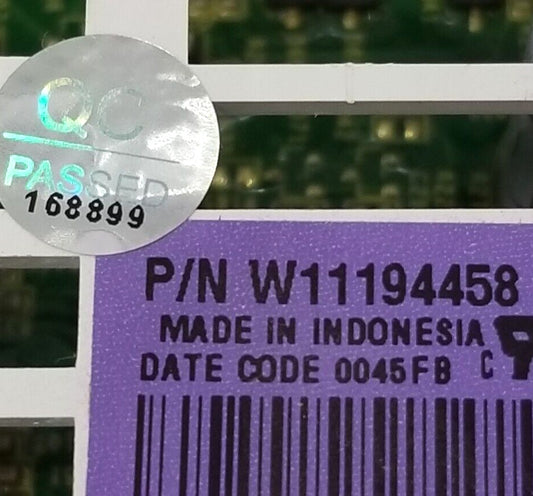 QC
PASSED
168899
P/N W11194458
MADE IN INDONESIA
DATE CODE 0045FB C